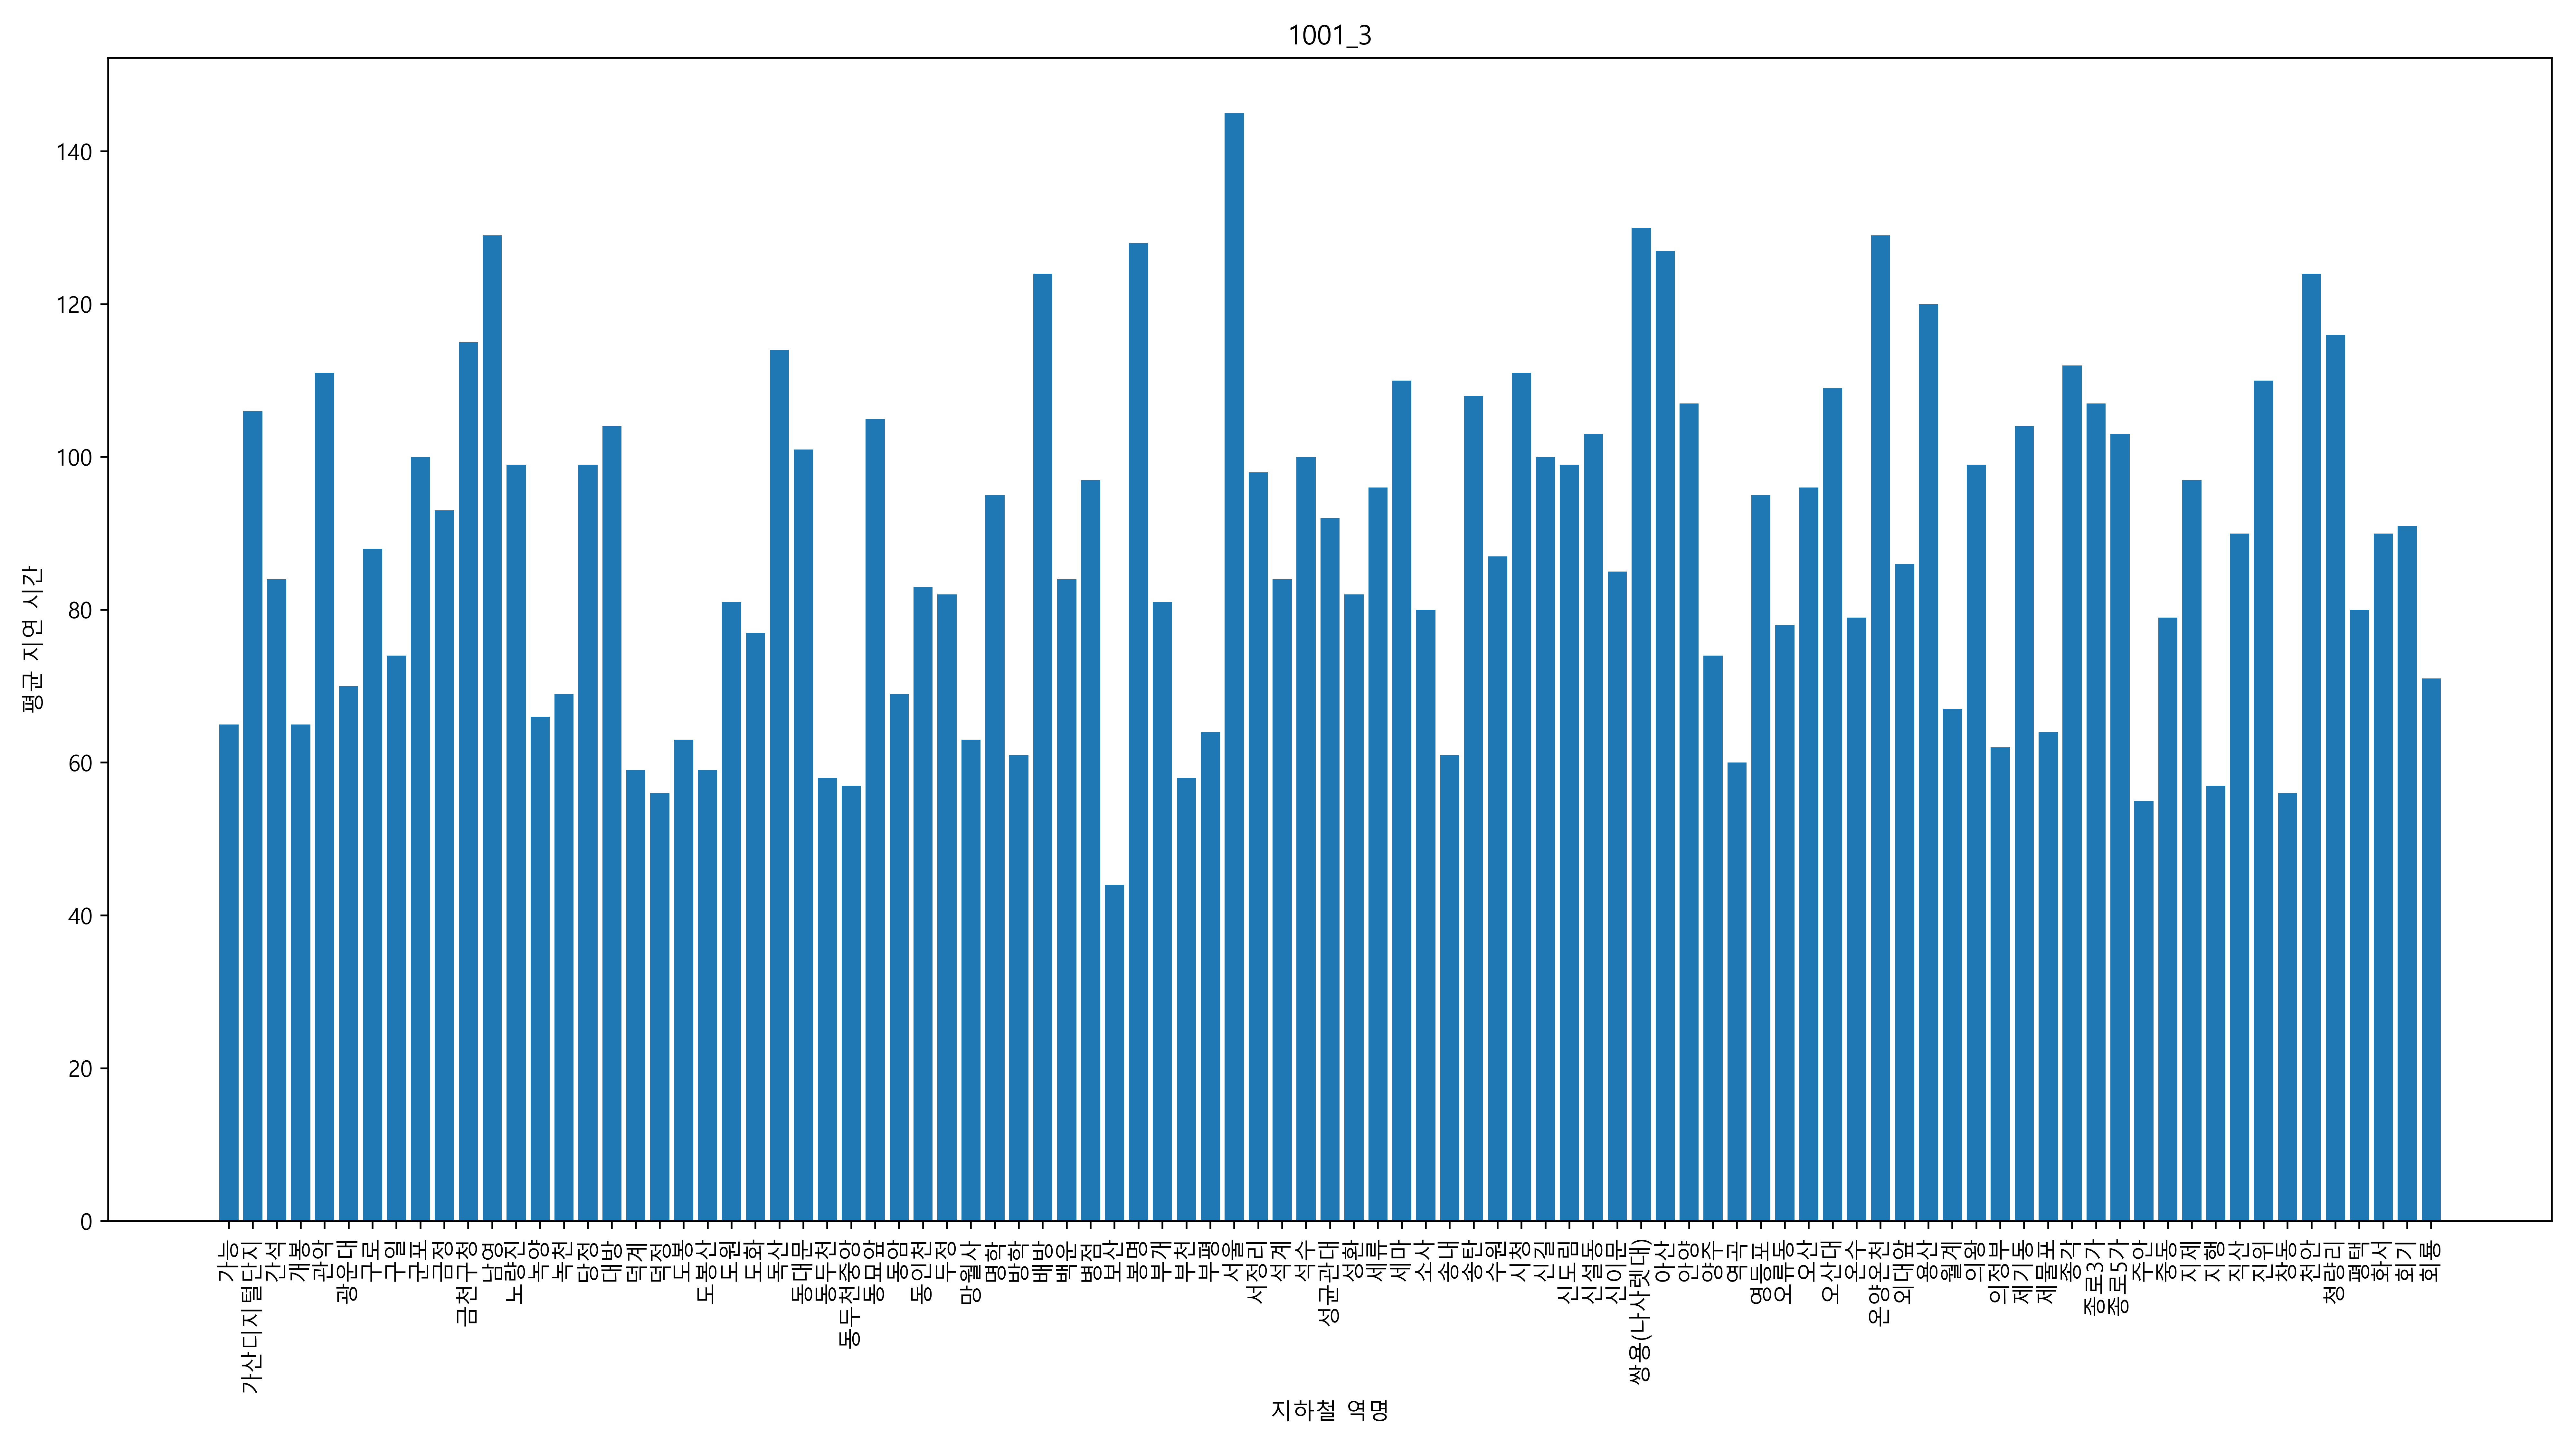 1001_3
평균 지연 시간
140
120
100
80
60
40
20
0
가능
가산디지털단지
간석
개봉
관악
광운대
구로
구일
군포
금정
금천구청
남영
노량진
녹양
녹천
당정
대방
덕계
덕정
도봉
도봉산
도원
도화
독산
동대문
동두천
동두천중앙
동묘앞
동암
동인천
두정
망월사
명학
방학
배방
백운
병점
보산
봉명
부개
부천
부평
서울
서정리
석계
석수
성균관대
성환
세류
세마
소사
송내
송탄
수원
시청
신길
신도림
신설동
신이문
쌍용(나사렛대)
아산
안양
양주
역곡
영등포
오류동
오산
오산대
온수
온양온천
외대앞
용산
월계
의왕
의정부
제기동
제물포
종각
종로3가
종로5가
주안
중동
지제
지행
직산
진위
창동
천안
청량리
평택
화서
회기
회룡
지하철 역명